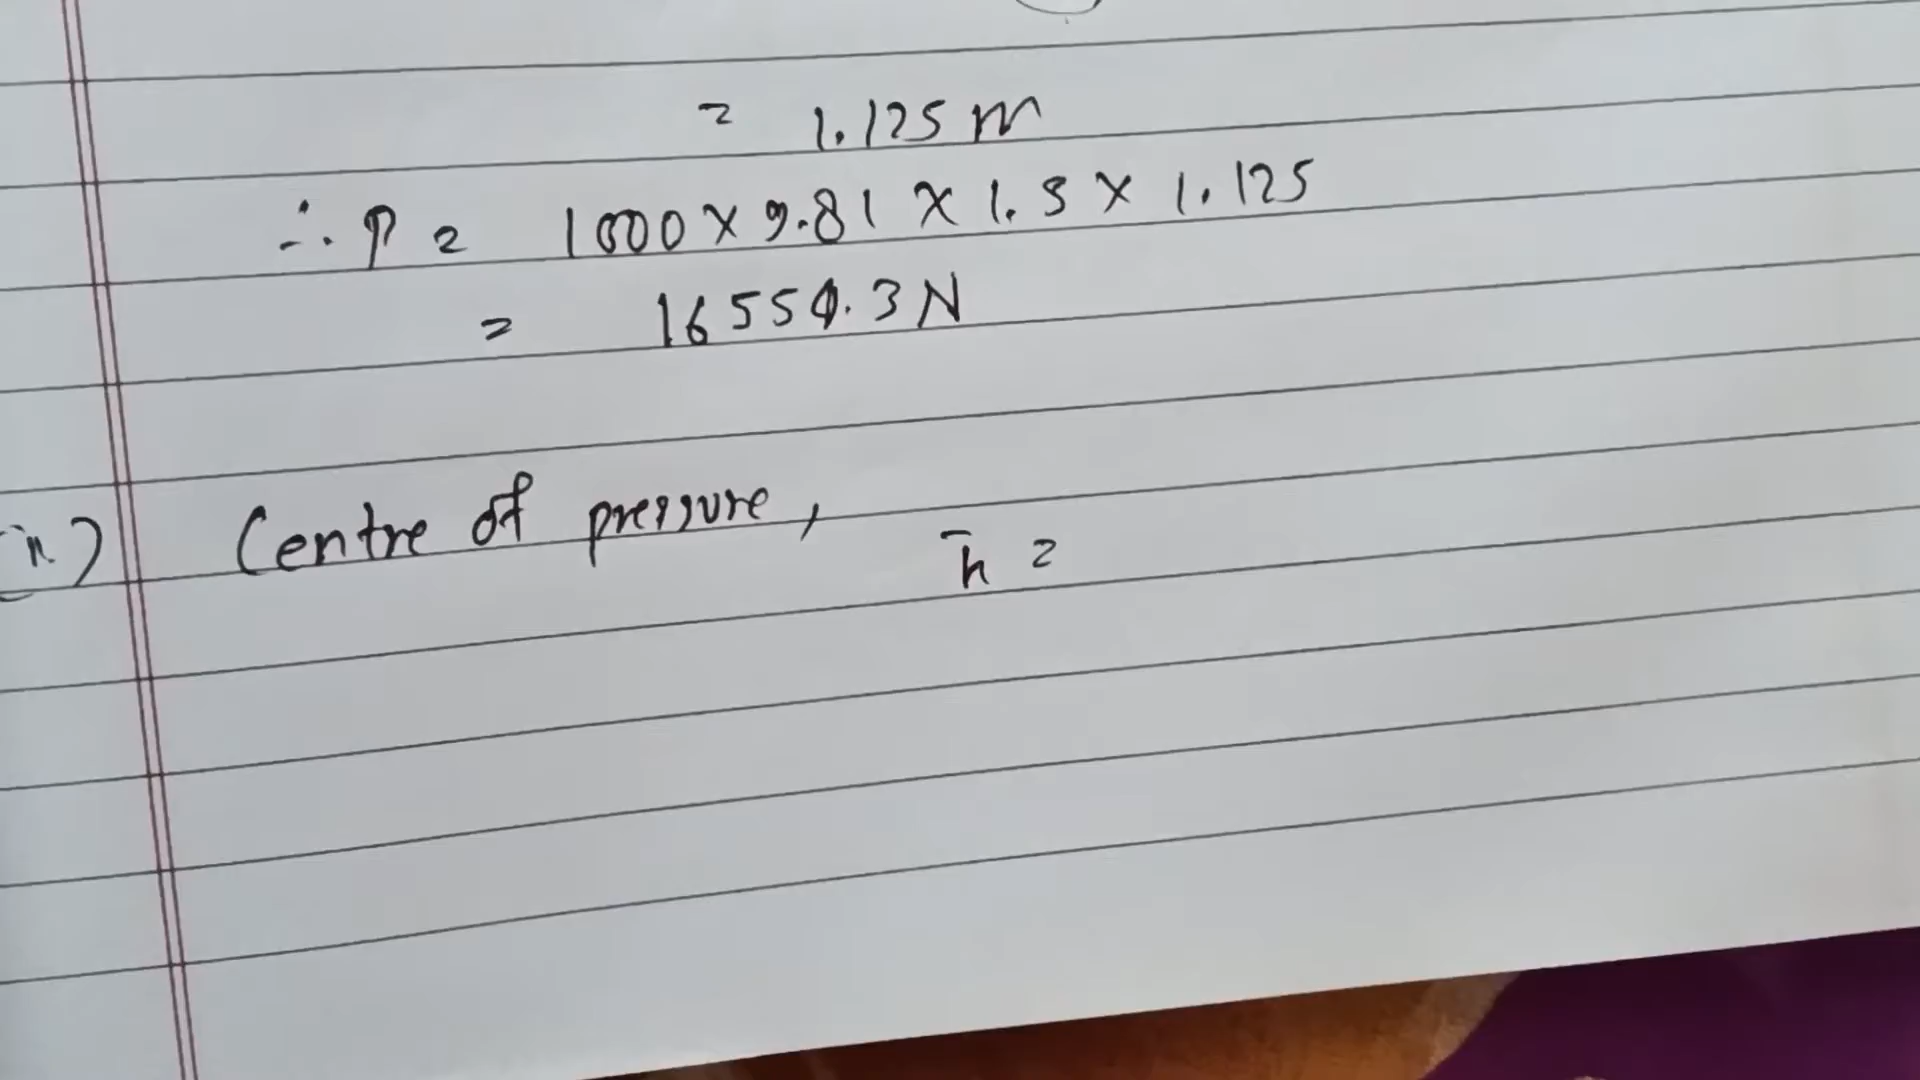 = 1.125 m
∴ P = 1000 × 9.81 × 1.5 × 1.125
= 16554.3 N
ii) Centre of pressure, h̄ =